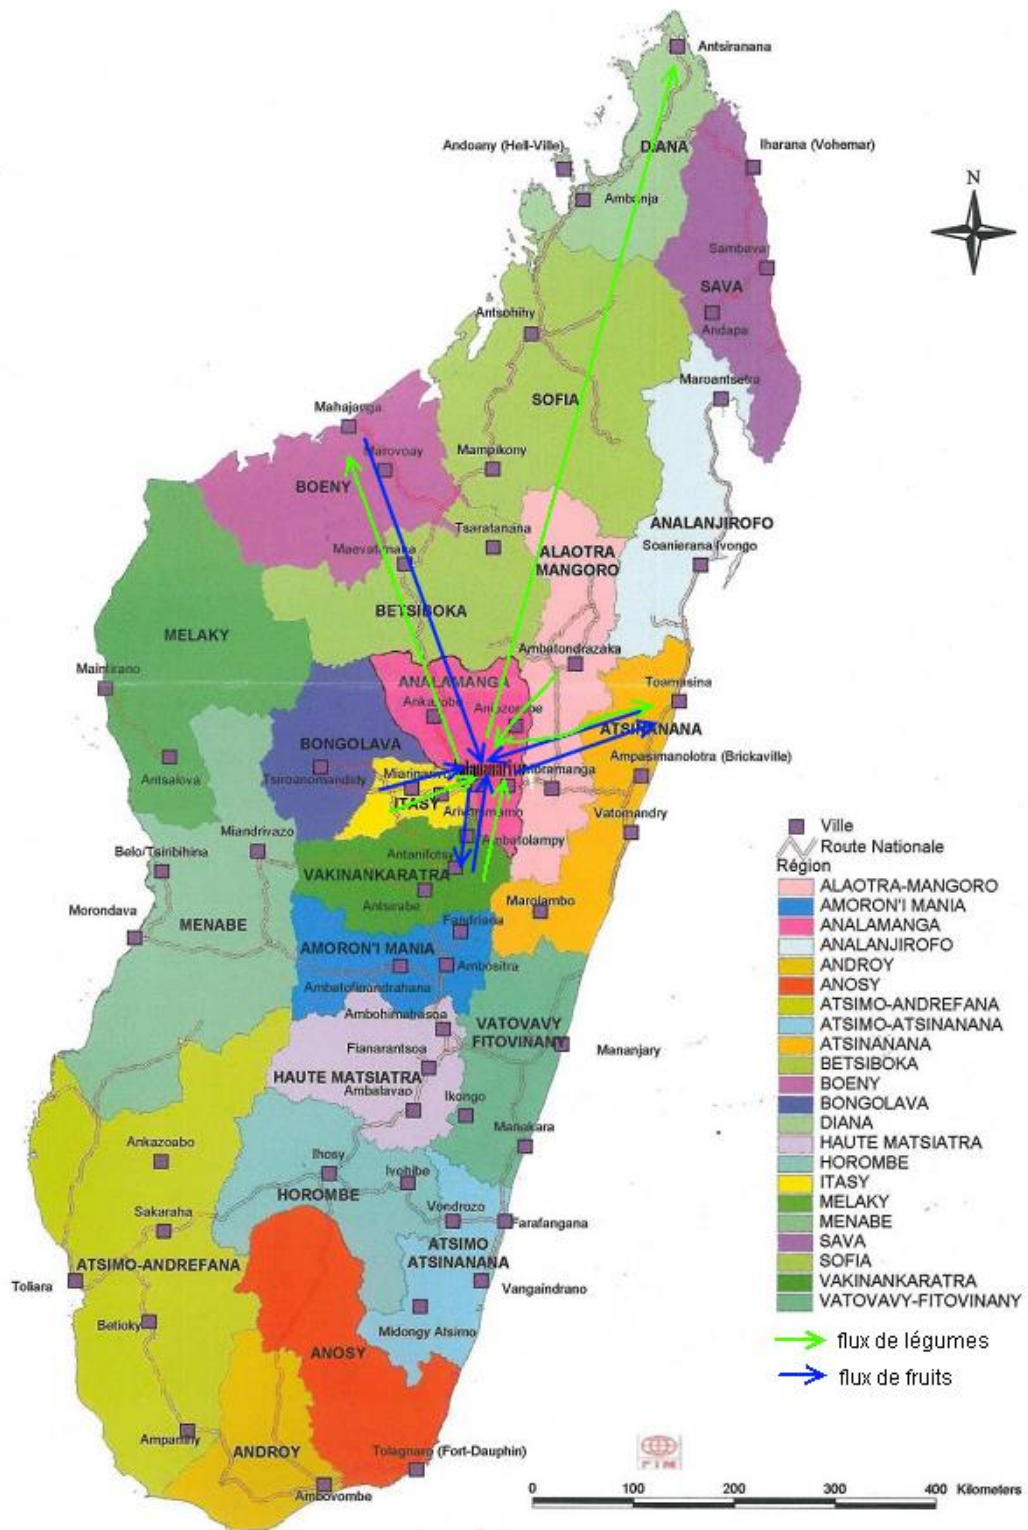 Antsiranana
Andoany (Hell-Ville)
DIANA
Iharana (Vohemar)
N
Ambanja
Sambava
SAVA
Andapa
Antsohihy
Maroantsetra
SOFIA
Mahajanga
Marovoay
Mampikony
BOENY
ANALANJIROFO
Tsaratanana
Soanierana Ivongo
ALAOTRA
MANGORO
BETSIBOKA
MELAKY
Ambatondrazaka
Maintirano
ANALAMANGA
Toamasina
ATSINANANA
BONGOLAVA
Ampasimanolotra (Brickaville)
Antsalova
Tsiroanomandidy
Moramanga
ITASY
Vatomandry
Miandrivazo
Ambatolampy
Belo/Tsiribihina
VAKINANKARATRA
Antsirabe
Marolambo
Morondava
MENABE
Fandriana
AMORON'I MANIA
Ambositra
Ambatofinandrahana
Ambohimahasoa
VATOVAVY
FITOVINANY
Fianarantsoa
Mananjary
HAUTE MATSIATRA
Ambalavao
Ikongo
Manakara
Ankazoabo
Ihosy
Ivohibe
HOROMBE
Vondrozo
Sakaraha
Farafangana
ATSIMO
ATSINANANA
ATSIMO-ANDREFANA
Toliara
Vangaindrano
Betioky
Midongy Atsimo
ANOSY
Ampanihy
ANDROY
Tolagnaro (Fort-Dauphin)
Ambovombe
Ville
Route Nationale
Région
ALAOTRA-MANGORO
AMORON'I MANIA
ANALAMANGA
ANALANJIROFO
ANDROY
ANOSY
ATSIMO-ANDREFANA
ATSIMO-ATSINANANA
ATSINANANA
BETSIBOKA
BOENY
BONGOLAVA
DIANA
HAUTE MATSIATRA
HOROMBE
ITASY
MELAKY
MENABE
SAVA
SOFIA
VAKINANKARATRA
VATOVAVY-FITOVINANY
flux de légumes
flux de fruits
FTM
0 100 200 300 400 Kilometers